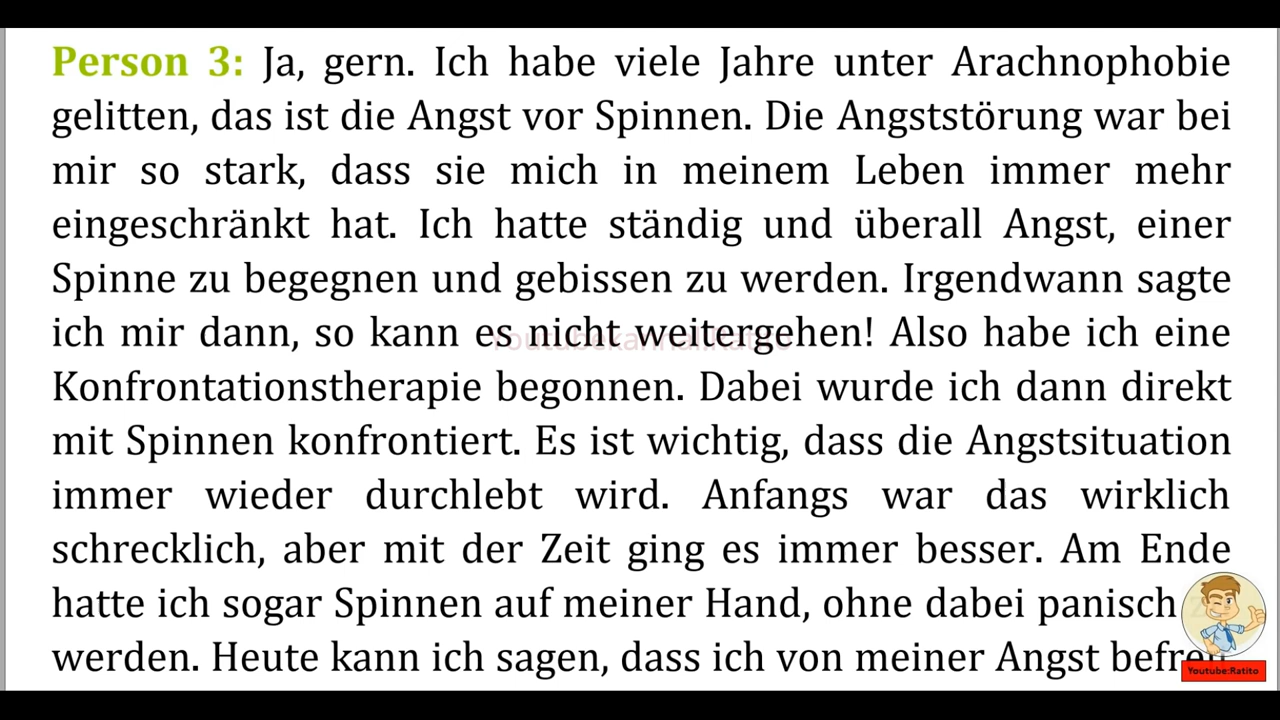 Person 3: Ja, gern. Ich habe viele Jahre unter Arachnophobie
gelitten, das ist die Angst vor Spinnen. Die Angststörung war bei
mir so stark, dass sie mich in meinem Leben immer mehr
eingeschränkt hat. Ich hatte ständig und überall Angst, einer
Spinne zu begegnen und gebissen zu werden. Irgendwann sagte
ich mir dann, so kann es nicht weitergehen! Also habe ich eine
Konfrontationstherapie begonnen. Dabei wurde ich dann direkt
mit Spinnen konfrontiert. Es ist wichtig, dass die Angstsituation
immer wieder durchlebt wird. Anfangs war das wirklich
schrecklich, aber mit der Zeit ging es immer besser. Am Ende
hatte ich sogar Spinnen auf meiner Hand, ohne dabei panisch
werden. Heute kann ich sagen, dass ich von meiner Angst
Youtube:Ratito